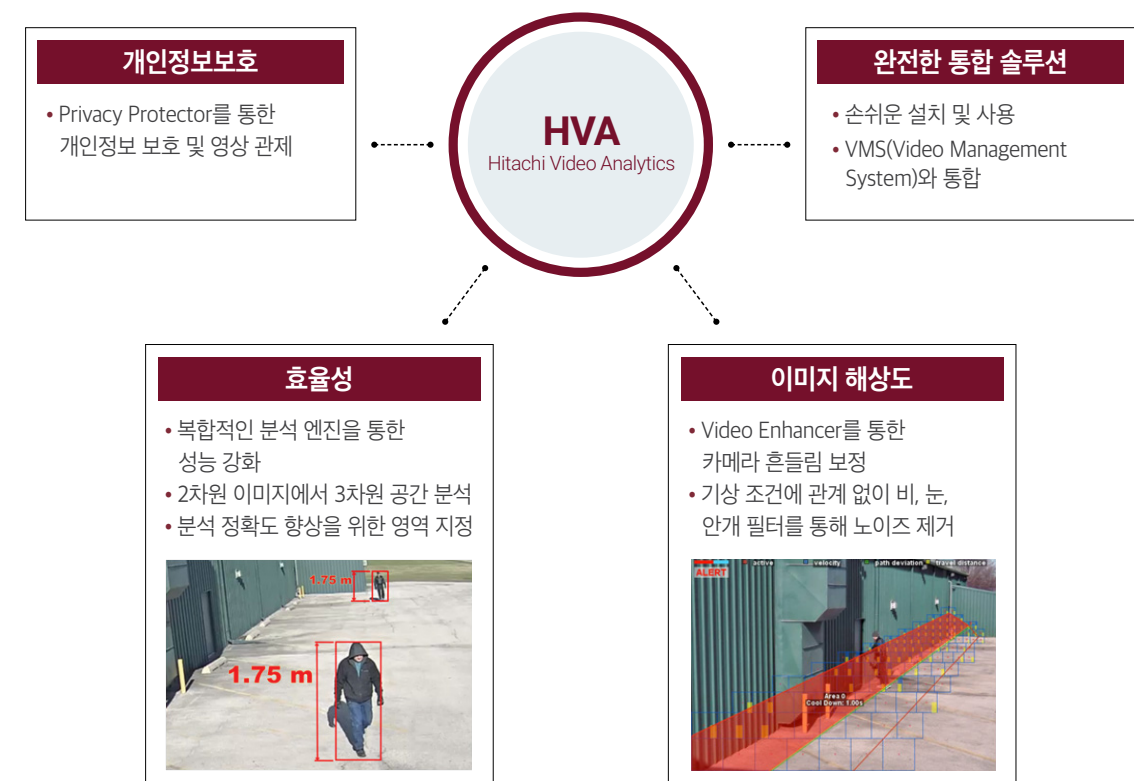 개인정보보호
• Privacy Protector를 통한
개인정보 보호 및 영상 관제
HVA
Hitachi Video Analytics
완전한 통합 솔루션
• 손쉬운 설치 및 사용
• VMS(Video Management
System)와 통합
효율성
• 복합적인 분석 엔진을 통한
성능 강화
• 2차원 이미지에서 3차원 공간 분석
• 분석 정확도 향상을 위한 영역 지정
1.75 m
1.75 m
이미지 해상도
• Video Enhancer를 통한
카메라 흔들림 보정
• 기상 조건에 관계 없이 비, 눈,
안개 필터를 통해 노이즈 제거
ALERT
active velocity path deviation travel distance
Area 0
Cool Down: 1.00s